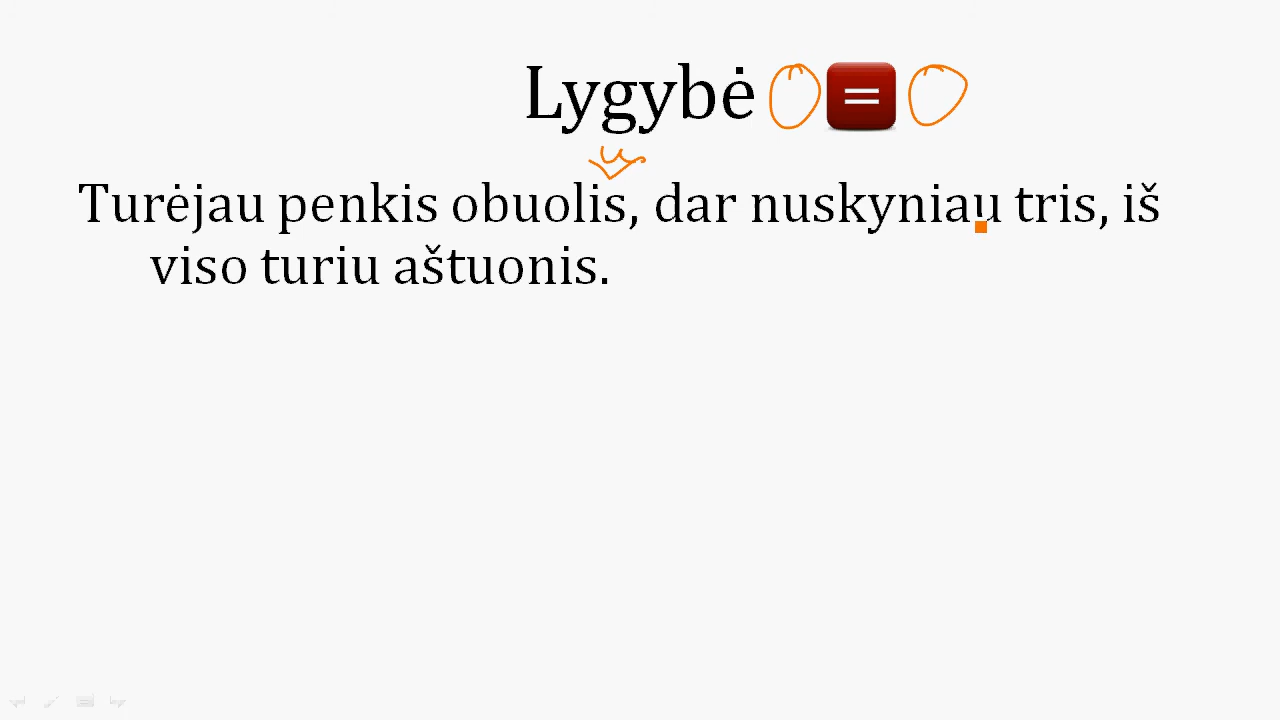 Lygybė =
Turėjau penkis obuolis, dar nuskyniau tris, iš
viso turiu aštuonis.